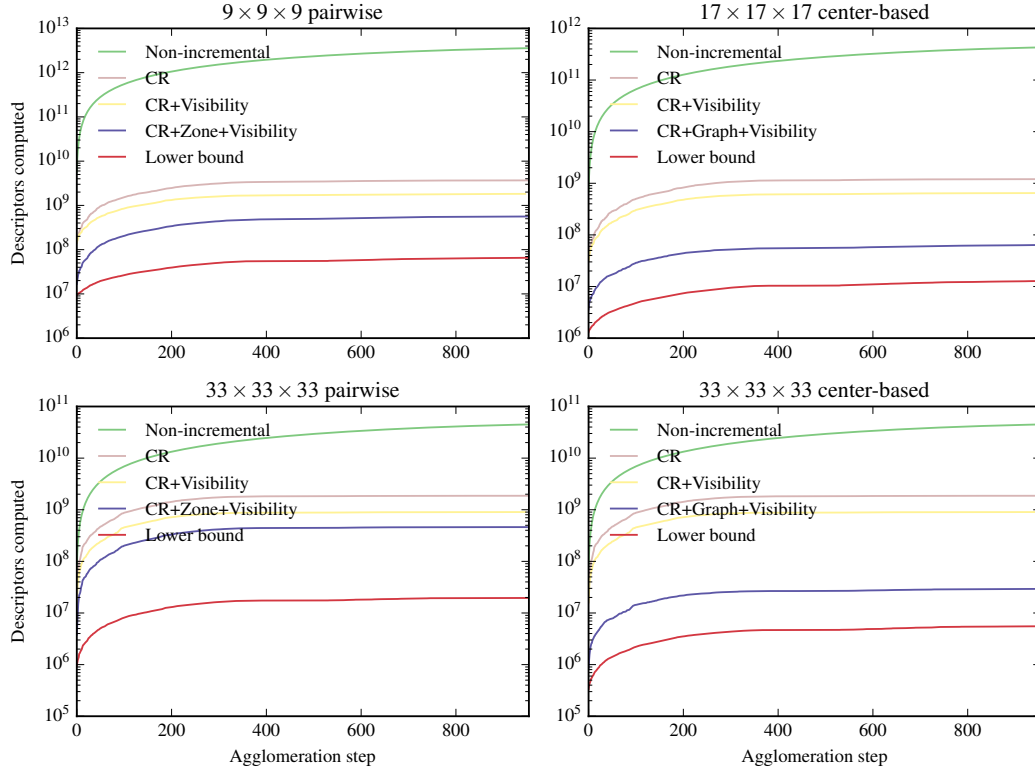 9 × 9 × 9 pairwise
Descriptors computed
10^13
10^12
10^11
10^10
10^9
10^8
10^7
10^6
Non-incremental
CR
CR+Visibility
CR+Zone+Visibility
Lower bound
0 200 400 600 800
17 × 17 × 17 center-based
10^12
10^11
10^10
10^9
10^8
10^7
10^6
Non-incremental
CR
CR+Visibility
CR+Graph+Visibility
Lower bound
0 200 400 600 800
33 × 33 × 33 pairwise
Descriptors computed
10^11
10^10
10^9
10^8
10^7
10^6
10^5
Non-incremental
CR
CR+Visibility
CR+Zone+Visibility
Lower bound
0 200 400 600 800
Agglomeration step
33 × 33 × 33 center-based
10^11
10^10
10^9
10^8
10^7
10^6
10^5
Non-incremental
CR
CR+Visibility
CR+Graph+Visibility
Lower bound
0 200 400 600 800
Agglomeration step